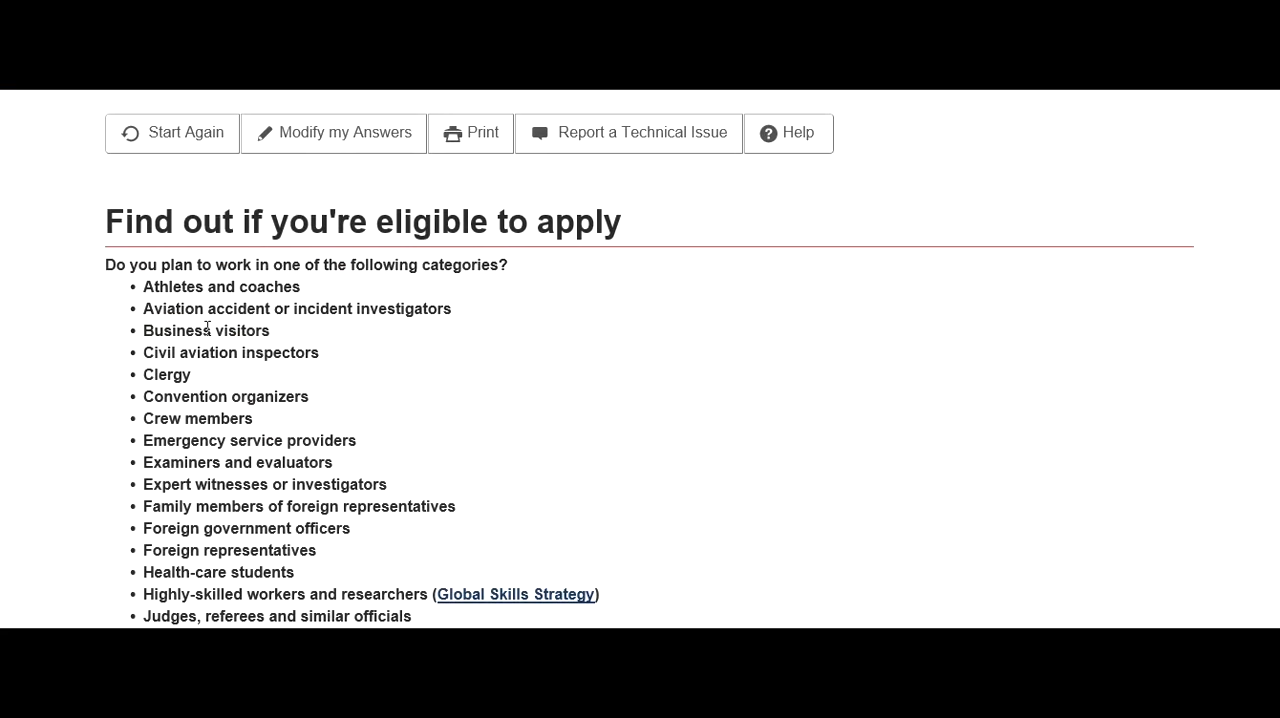 Start Again Modify my Answers Print Report a Technical Issue Help
Find out if you're eligible to apply
Do you plan to work in one of the following categories?
• Athletes and coaches
• Aviation accident or incident investigators
• Business visitors
• Civil aviation inspectors
• Clergy
• Convention organizers
• Crew members
• Emergency service providers
• Examiners and evaluators
• Expert witnesses or investigators
• Family members of foreign representatives
• Foreign government officers
• Foreign representatives
• Health-care students
• Highly-skilled workers and researchers (Global Skills Strategy)
• Judges, referees and similar officials